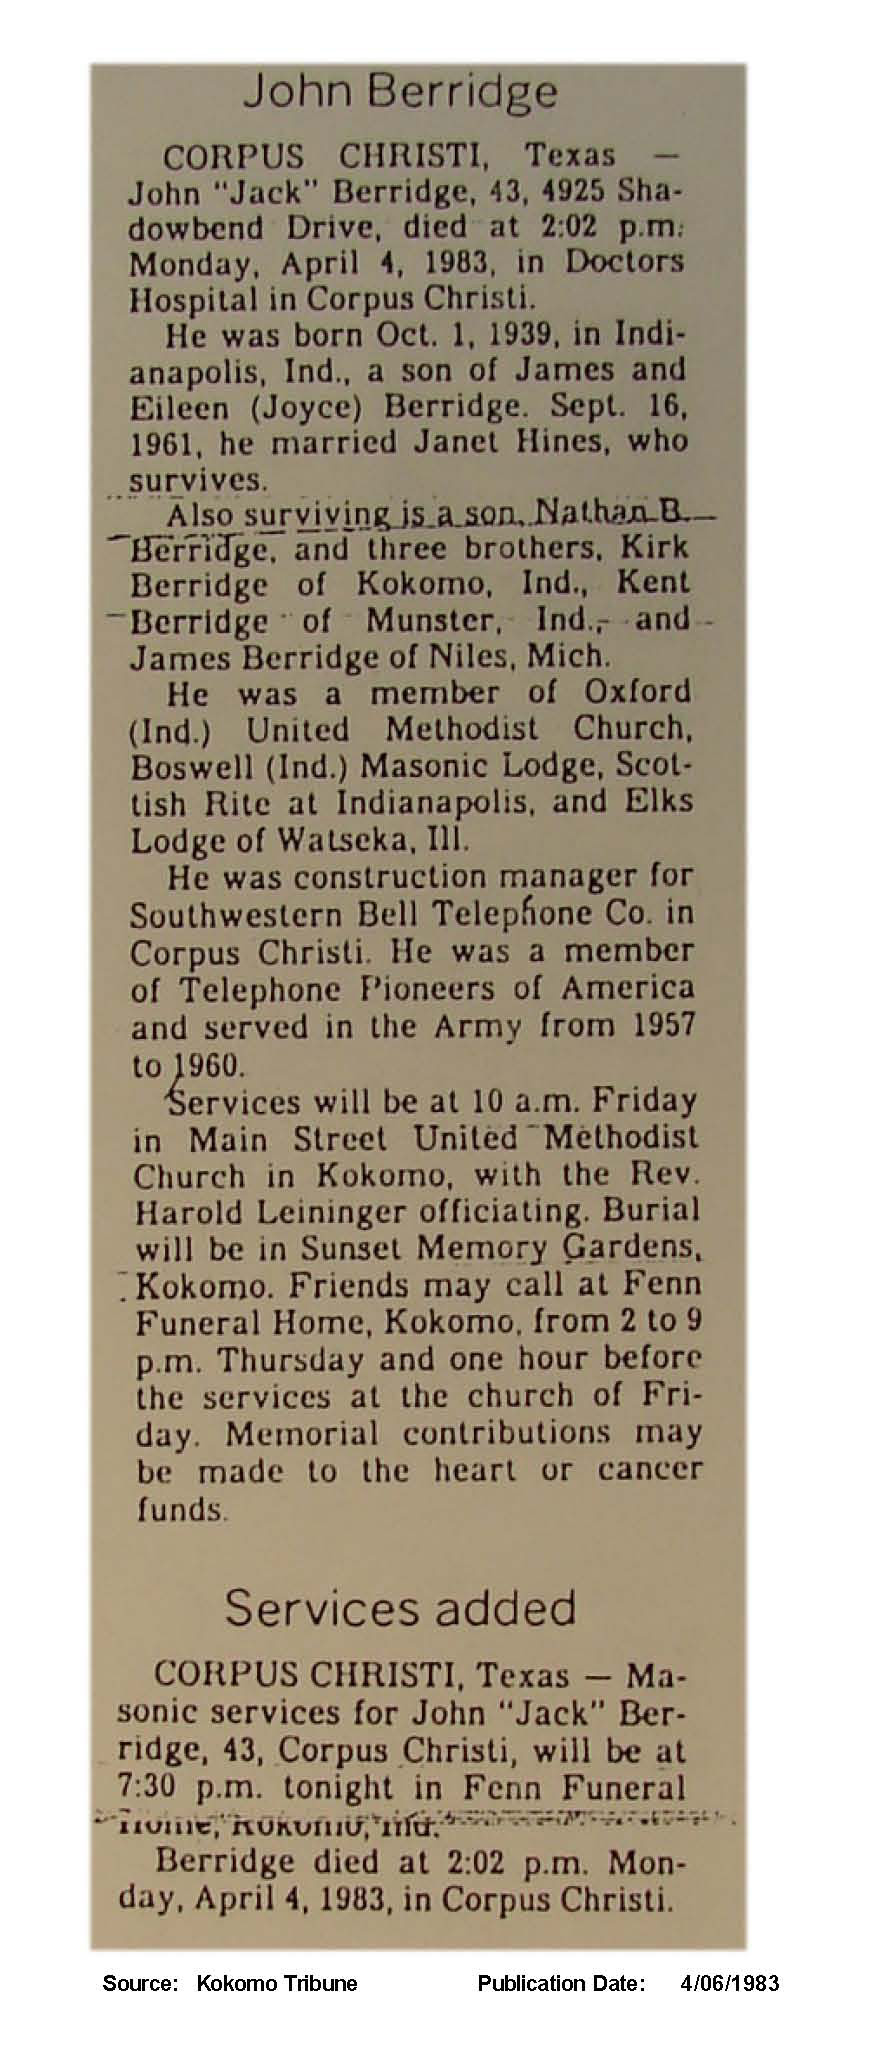 John Berridge
CORPUS CHRISTI, Texas —
John "Jack" Berridge, 43, 4925 Sha-
dowbend Drive, died at 2:02 p.m.
Monday, April 4, 1983, in Doctors
Hospital in Corpus Christi.
He was born Oct. 1, 1939, in Indi-
anapolis, Ind., a son of James and
Eileen (Joyce) Berridge. Sept. 16,
1961, he married Janet Hines, who
survives.
Also surviving is a son, Nathan B.
Berridge, and three brothers, Kirk
Berridge of Kokomo, Ind., Kent
Berridge of Munster, Ind., and
James Berridge of Niles, Mich.
He was a member of Oxford
(Ind.) United Methodist Church,
Boswell (Ind.) Masonic Lodge, Scot-
tish Rite at Indianapolis, and Elks
Lodge of Watseka, Ill.
He was construction manager for
Southwestern Bell Telephone Co. in
Corpus Christi. He was a member
of Telephone Pioneers of America
and served in the Army from 1957
to 1960.
Services will be at 10 a.m. Friday
in Main Street United Methodist
Church in Kokomo, with the Rev.
Harold Leininger officiating. Burial
will be in Sunset Memory Gardens,
Kokomo. Friends may call at Fenn
Funeral Home, Kokomo, from 2 to 9
p.m. Thursday and one hour before
the services at the church of Fri-
day. Memorial contributions may
be made to the heart or cancer
funds.
Services added
CORPUS CHRISTI, Texas — Ma-
sonic services for John "Jack" Ber-
ridge, 43, Corpus Christi, will be at
7:30 p.m. tonight in Fenn Funeral
Home, Kokomo, Ind.
Berridge died at 2:02 p.m. Mon-
day, April 4, 1983, in Corpus Christi.
Source: Kokomo Tribune Publication Date: 4/06/1983